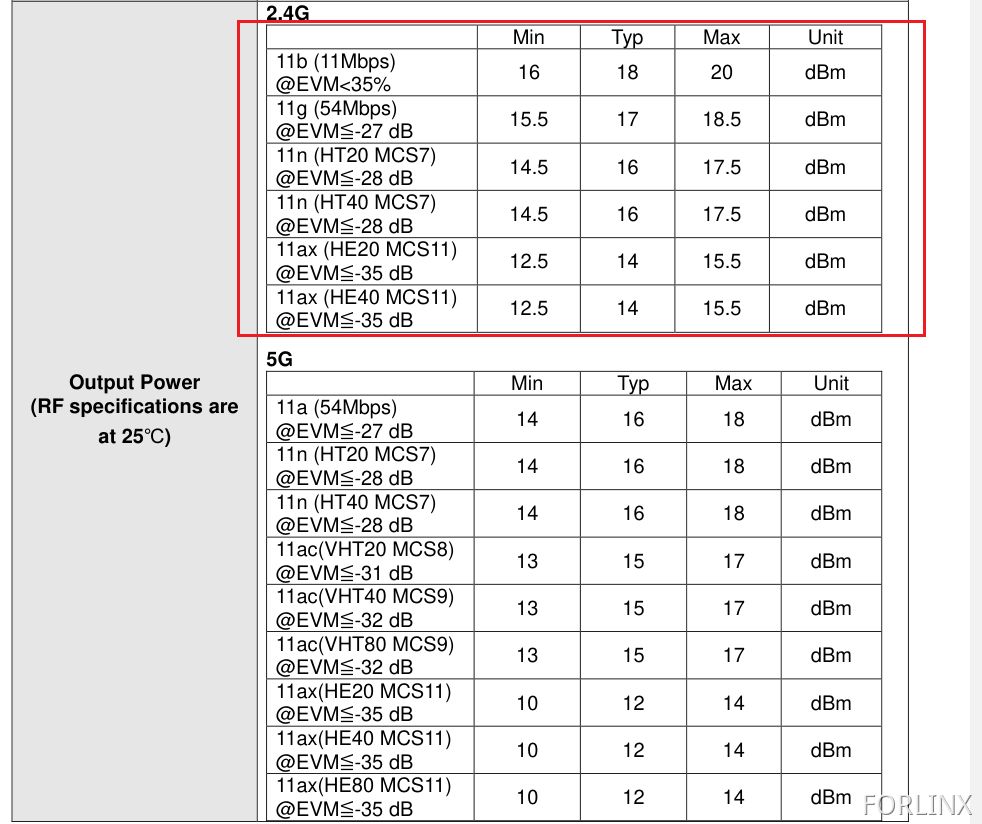 2.4G
Min Typ Max Unit
11b (11Mbps)
@EVM<35%
16 18 20 dBm
11g (54Mbps)
@EVM≦-27 dB
15.5 17 18.5 dBm
11n (HT20 MCS7)
@EVM≦-28 dB
14.5 16 17.5 dBm
11n (HT40 MCS7)
@EVM≦-28 dB
14.5 16 17.5 dBm
11ax (HE20 MCS11)
@EVM≦-35 dB
12.5 14 15.5 dBm
11ax (HE40 MCS11)
@EVM≦-35 dB
12.5 14 15.5 dBm
Output Power
(RF specifications are
at 25℃)
5G
Min Typ Max Unit
11a (54Mbps)
@EVM≦-27 dB
14 16 18 dBm
11n (HT20 MCS7)
@EVM≦-28 dB
14 16 18 dBm
11n (HT40 MCS7)
@EVM≦-28 dB
14 16 18 dBm
11ac(VHT20 MCS8)
@EVM≦-31 dB
13 15 17 dBm
11ac(VHT40 MCS9)
@EVM≦-32 dB
13 15 17 dBm
11ac(VHT80 MCS9)
@EVM≦-32 dB
13 15 17 dBm
11ax(HE20 MCS11)
@EVM≦-35 dB
10 12 14 dBm
11ax(HE40 MCS11)
@EVM≦-35 dB
10 12 14 dBm
11ax(HE80 MCS11)
@EVM≦-35 dB
10 12 14 dBm
FORLINX